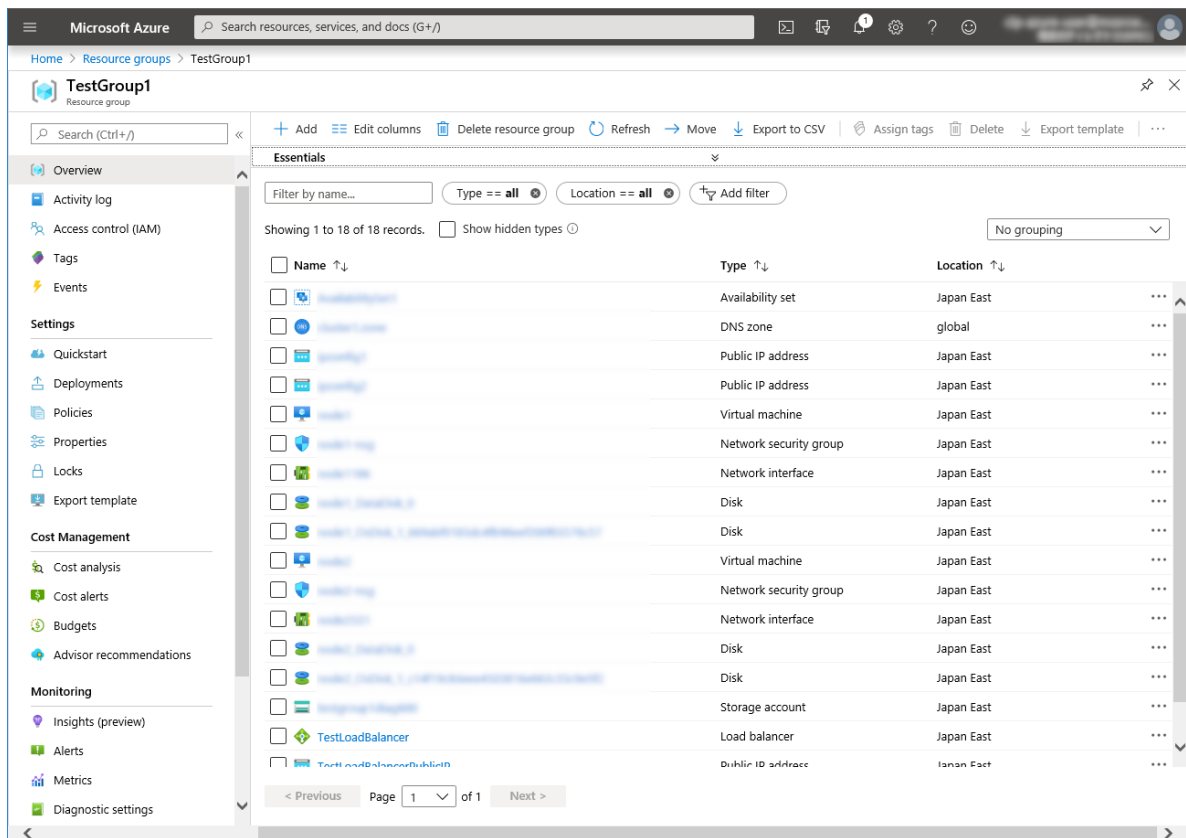 Microsoft Azure
Search resources, services, and docs (G+/)
1
Home > Resource groups > TestGroup1
TestGroup1
Resource group
Search (Ctrl+/)
«
Add
Edit columns
Delete resource group
Refresh
Move
Export to CSV
Assign tags
Delete
Export template
...
Essentials
Overview
Activity log
Access control (IAM)
Tags
Events
Settings
Quickstart
Deployments
Policies
Properties
Locks
Export template
Cost Management
Cost analysis
Cost alerts
Budgets
Advisor recommendations
Monitoring
Insights (preview)
Alerts
Metrics
Diagnostic settings
Filter by name...
Type == all
Location == all
Add filter
Showing 1 to 18 of 18 records.
Show hidden types
No grouping
Name ↑↓ Type ↑↓ Location ↑↓
Availability set Japan East ...
DNS DNS zone global ...
Public IP address Japan East ...
Public IP address Japan East ...
Virtual machine Japan East ...
Network security group Japan East ...
Network interface Japan East ...
Disk Japan East ...
Disk Japan East ...
Virtual machine Japan East ...
Network security group Japan East ...
Network interface Japan East ...
Disk Japan East ...
Disk Japan East ...
Storage account Japan East ...
TestLoadBalancer Load balancer Japan East ...
TestLoadBalancerPublicIP Public IP address Japan East ...
< Previous Page 1 of 1 Next >